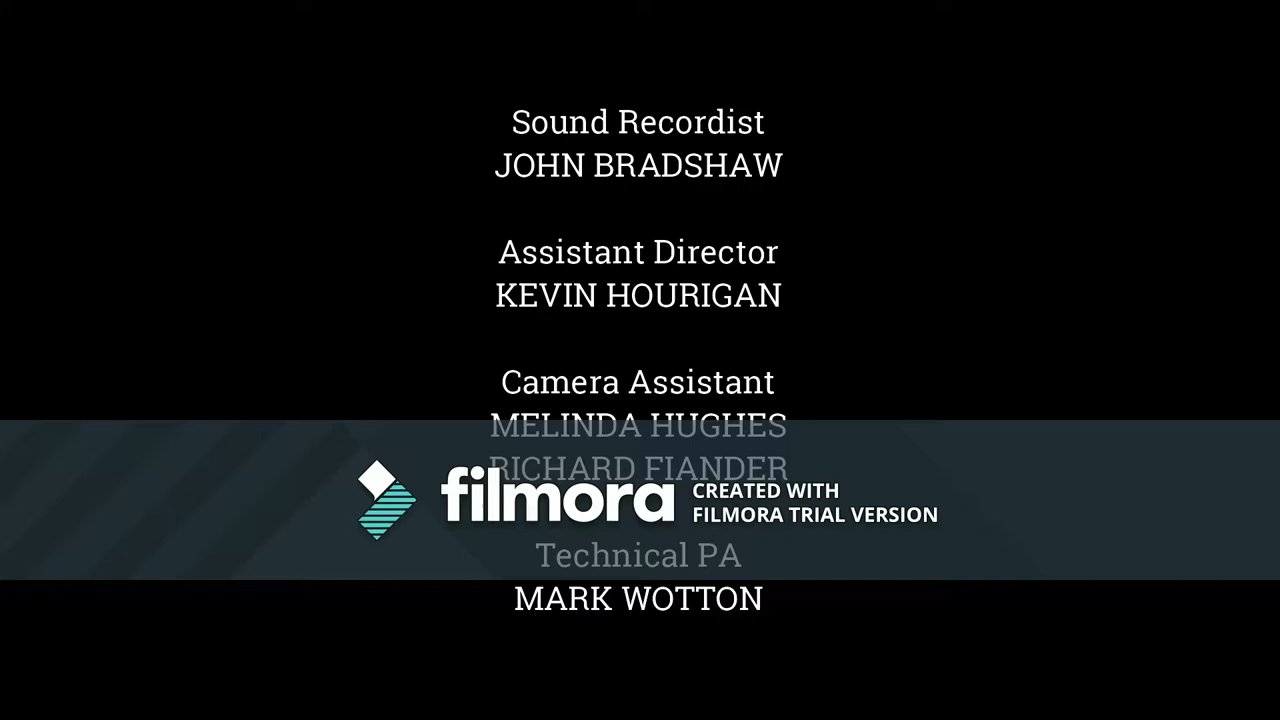 Sound Recordist
JOHN BRADSHAW
Assistant Director
KEVIN HOURIGAN
Camera Assistant
MELINDA HUGHES
RICHARD FIANDER
filmora
CREATED WITH
FILMORA TRIAL VERSION
Technical PA
MARK WOTTON